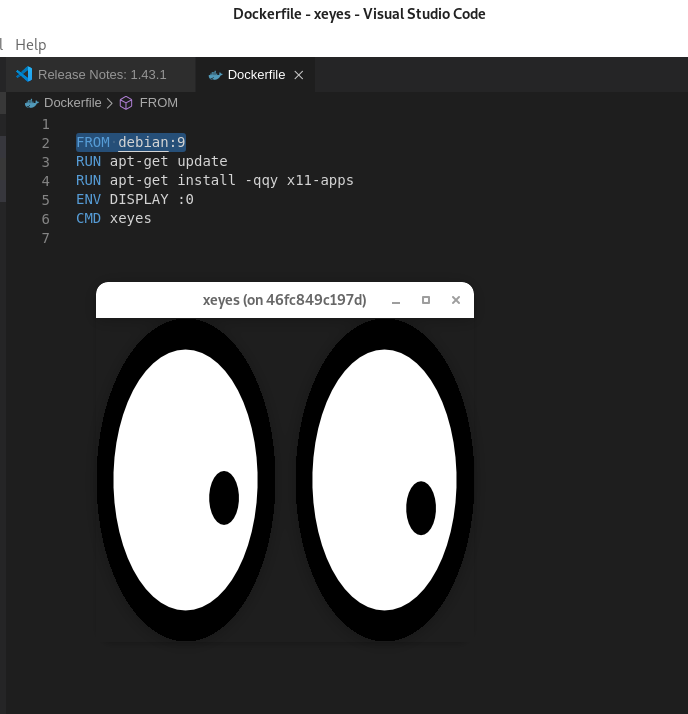 Dockerfile - xeyes - Visual Studio Code
Help
Release Notes: 1.43.1
Dockerfile
Dockerfile > FROM
1
2 FROM debian:9
3 RUN apt-get update
4 RUN apt-get install -qqy x11-apps
5 ENV DISPLAY :0
6 CMD xeyes
7
xeyes (on 46fc849c197d)